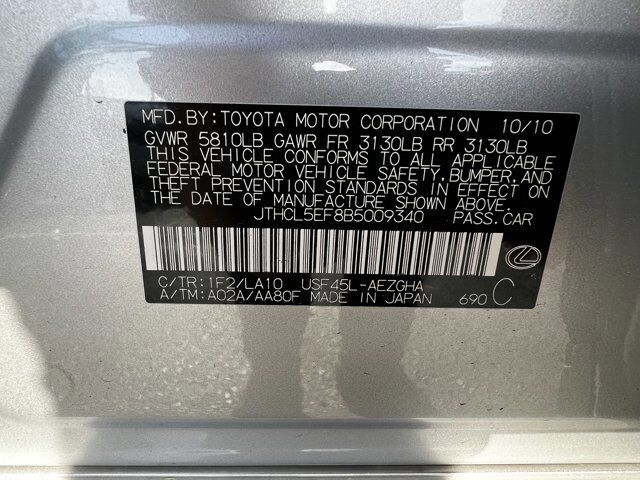 MFD. BY: TOYOTA MOTOR CORPORATION 10/10
GVWR 5810LB GAWR FR 3130LB RR 3130LB
THIS VEHICLE CONFORMS TO ALL APPLICABLE
FEDERAL MOTOR VEHICLE SAFETY,BUMPER,AND
THEFT PREVENTION STANDARDS IN EFFECT ON
THE DATE OF MANUFACTURE SHOWN ABOVE.
JTHCL5EF8B5009340 PASS.CAR
C/TR:1F2/LA10 USF45L-AEZGHA
A/TM:A02A/AA80F MADE IN JAPAN 690 C